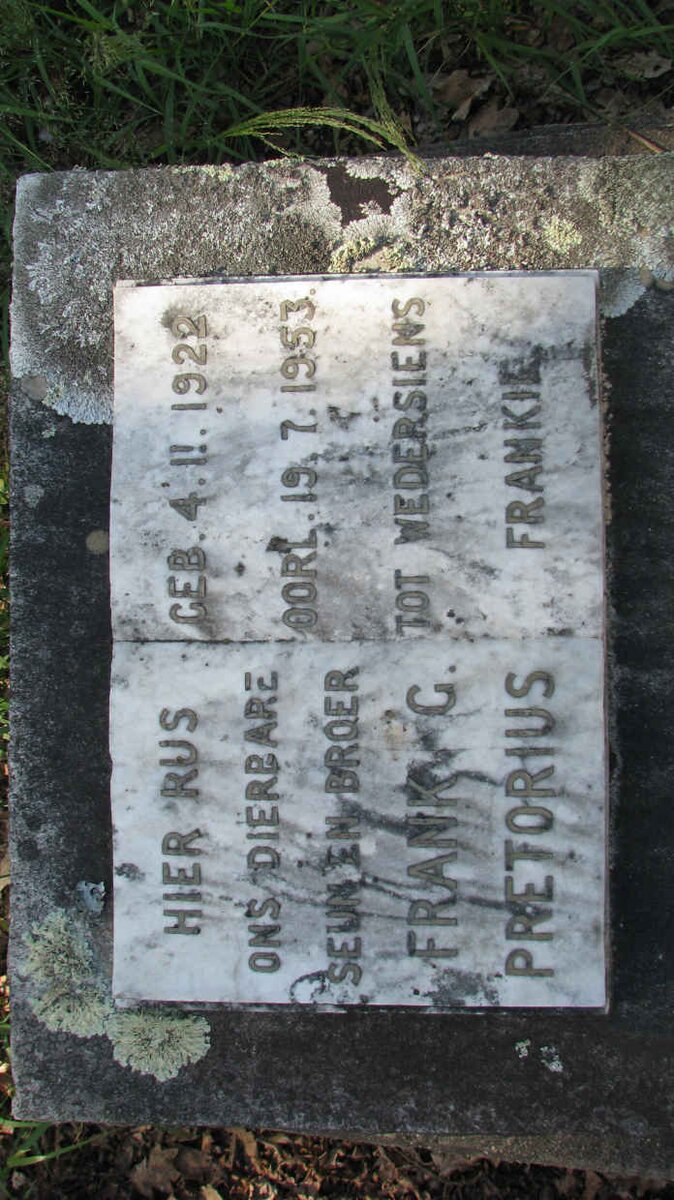 HIER RUS
ONS DIERBARE
SEUN EN BROER
FRANK G.
PRETORIUS
GEB. 4.11.1922
OORL. 19.7.1953.
TOT WEDERSIENS
FRANKIE